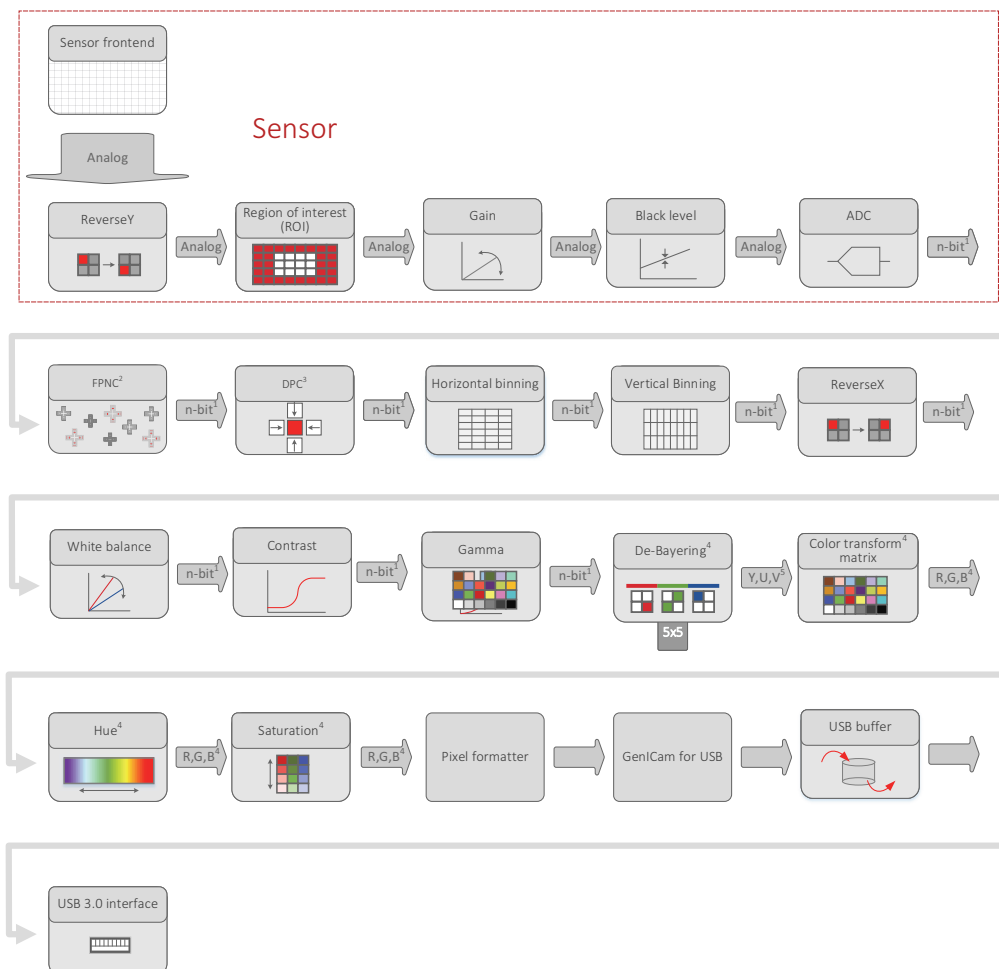 Sensor frontend
Sensor
Analog
ReverseY
Analog
Region of interest
(ROI)
Analog
Gain
Analog
Black level
Analog
ADC
n-bit¹
FPNC²
n-bit¹
DPC³
n-bit¹
Horizontal binning
n-bit¹
Vertical Binning
n-bit¹
ReverseX
n-bit¹
White balance
n-bit¹
Contrast
n-bit¹
Gamma
n-bit¹
De-Bayering⁴
5x5
Y,U,V⁵
Color transform⁴
matrix
R,G,B⁴
Hue⁴
R,G,B⁴
Saturation⁴
R,G,B⁴
Pixel formatter
GenICam for USB
USB buffer
USB 3.0 interface